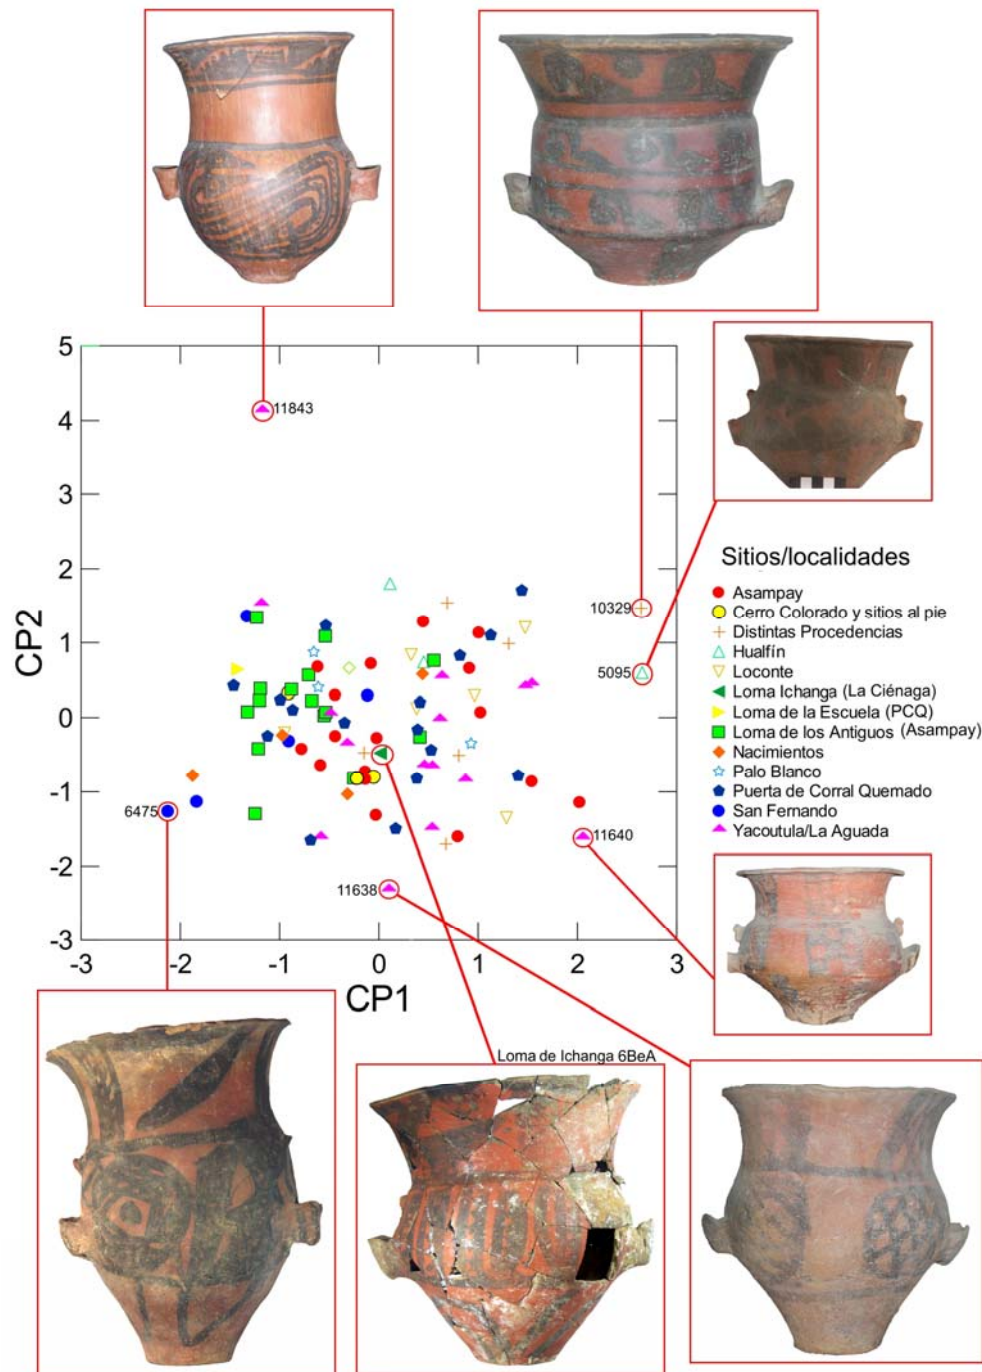 5
4
3
2
1
0
-1
-2
-3
CP2
11843
10329
5095
6475
11638
11640
-3 -2 -1 0 1 2 3
CP1
Sitios/localidades
Asampay
Cerro Colorado y sitios al pie
Distintas Procedencias
Hualfín
Loconte
Loma Ichanga (La Ciénaga)
Loma de la Escuela (PCQ)
Loma de los Antiguos (Asampay)
Nacimientos
Palo Blanco
Puerta de Corral Quemado
San Fernando
Yacoutula/La Aguada
Loma de Ichanga 6BeA